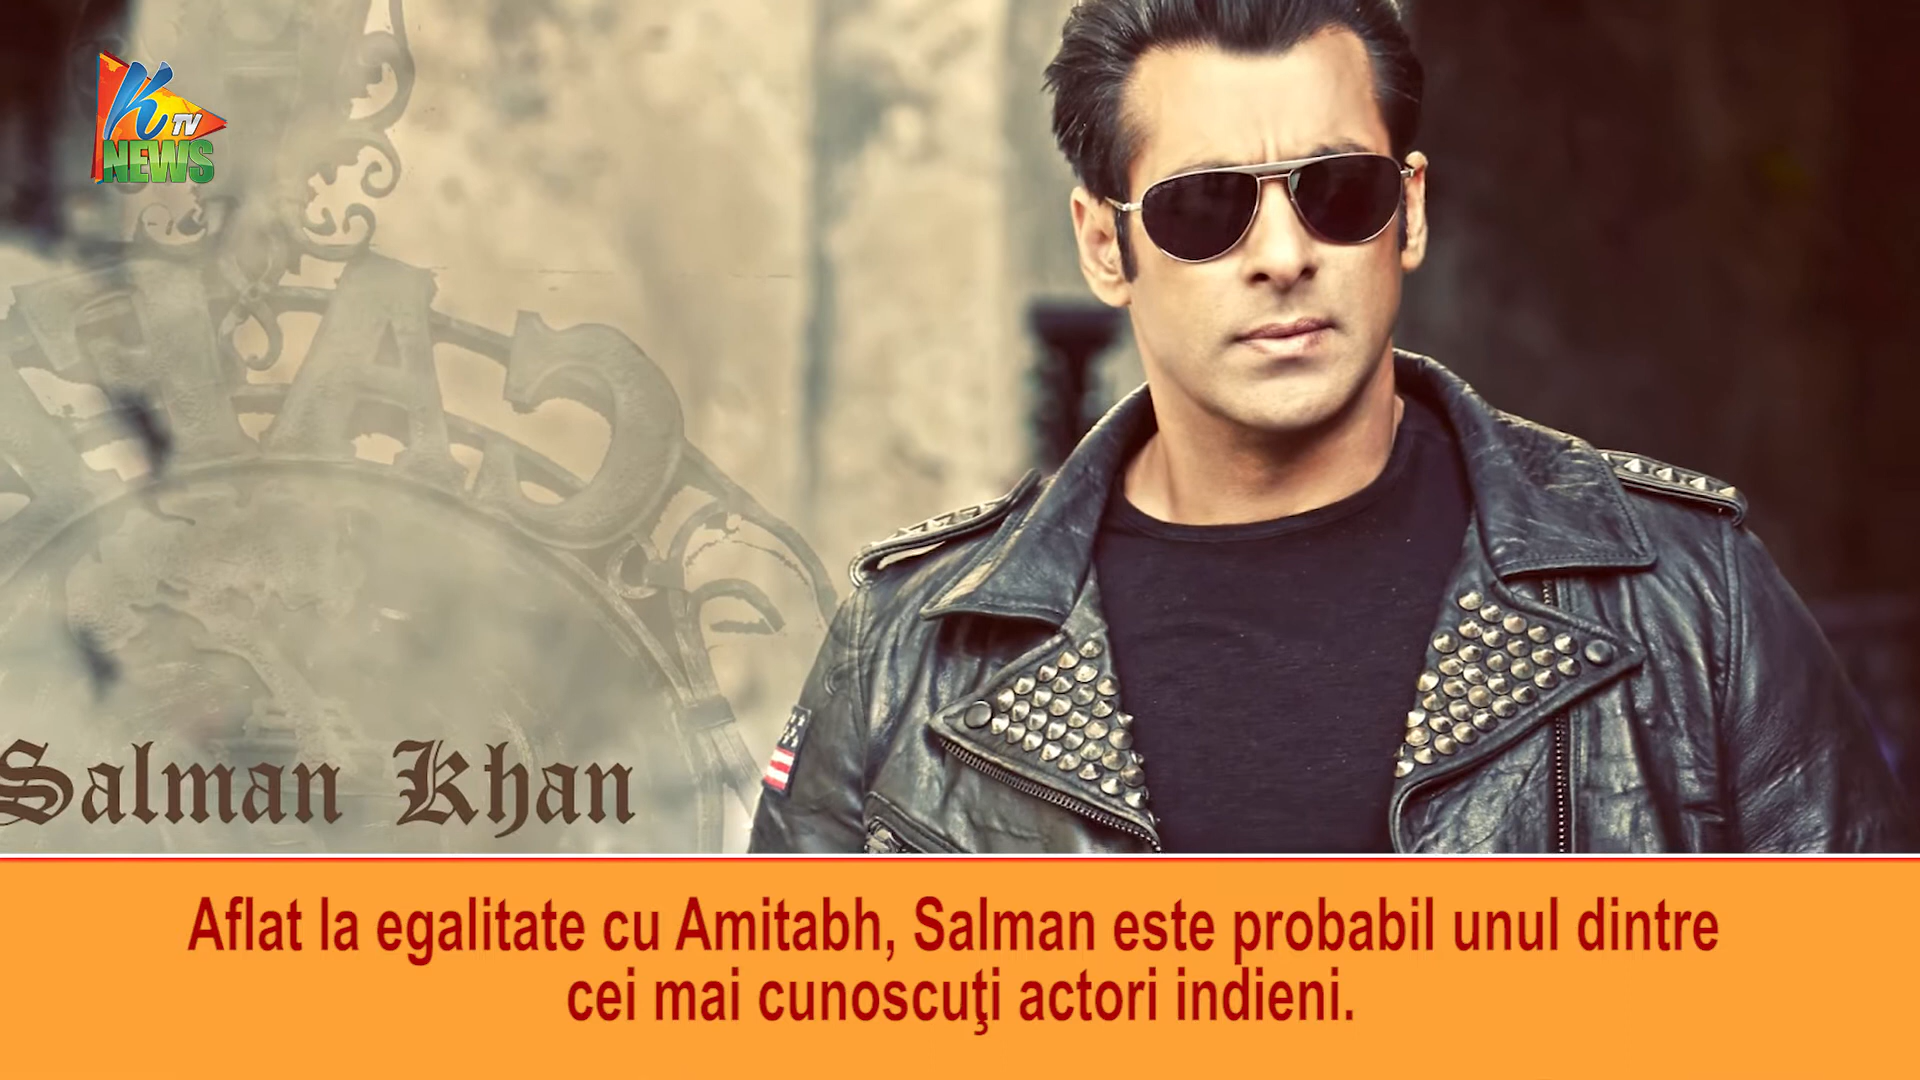 K TV
NEWS
Salman Khan
Aflat la egalitate cu Amitabh, Salman este probabil unul dintre
cei mai cunoscuţi actori indieni.